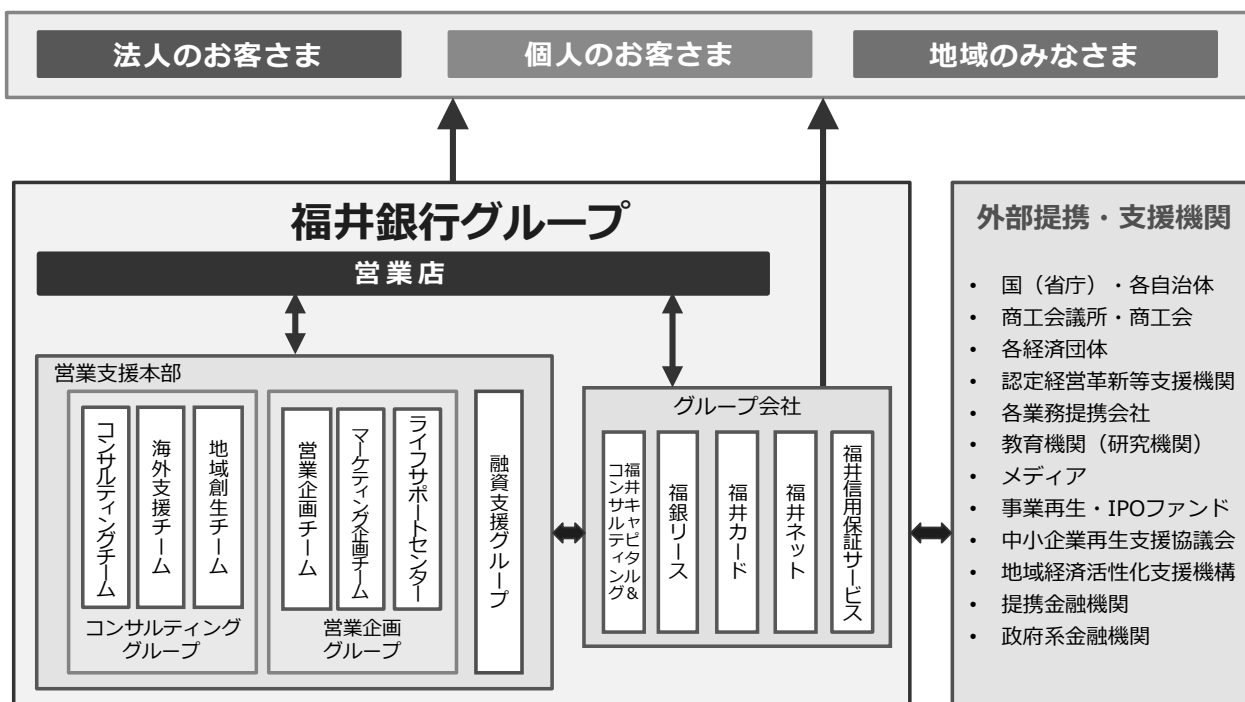 法人のお客さま
個人のお客さま
地域のみなさま
福井銀行グループ
営業店
営業支援本部
コンサルティングチーム
海外支援チーム
地域創生チーム
コンサルティング
グループ
営業企画チーム
マーケティング企画チーム
ライフサポートセンター
営業企画
グループ
融資支援グループ
グループ会社
福井キャピタル&
コンサルティング
福銀リース
福井カード
福井ネット
福井信用保証サービス
外部提携・支援機関
• 国（省庁）・各自治体
• 商工会議所・商工会
• 各経済団体
• 認定経営革新等支援機関
• 各業務提携会社
• 教育機関（研究機関）
• メディア
• 事業再生・IPOファンド
• 中小企業再生支援協議会
• 地域経済活性化支援機構
• 提携金融機関
• 政府系金融機関